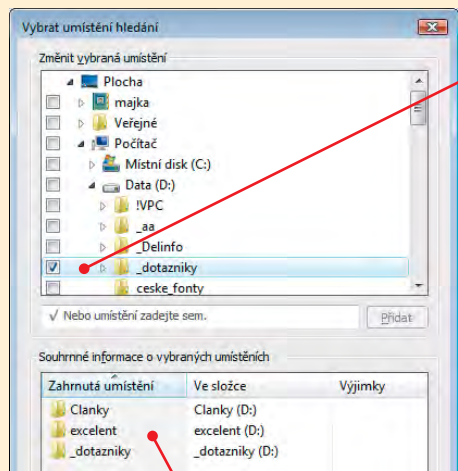 Vybrat umístění hledání
Změnit vybraná umístění
Plocha
majka
Veřejné
Počítač
Místní disk (C:)
Data (D:)
!VPC
_aa
_Delinfo
_dotazniky
ceske_fonty
√ Nebo umístění zadejte sem.
Přidat
Souhrnné informace o vybraných umístěních
Zahrnutá umístění Ve složce Výjimky
Clanky Clanky (D:)
excelent excelent (D:)
_dotazniky _dotazniky (D:)